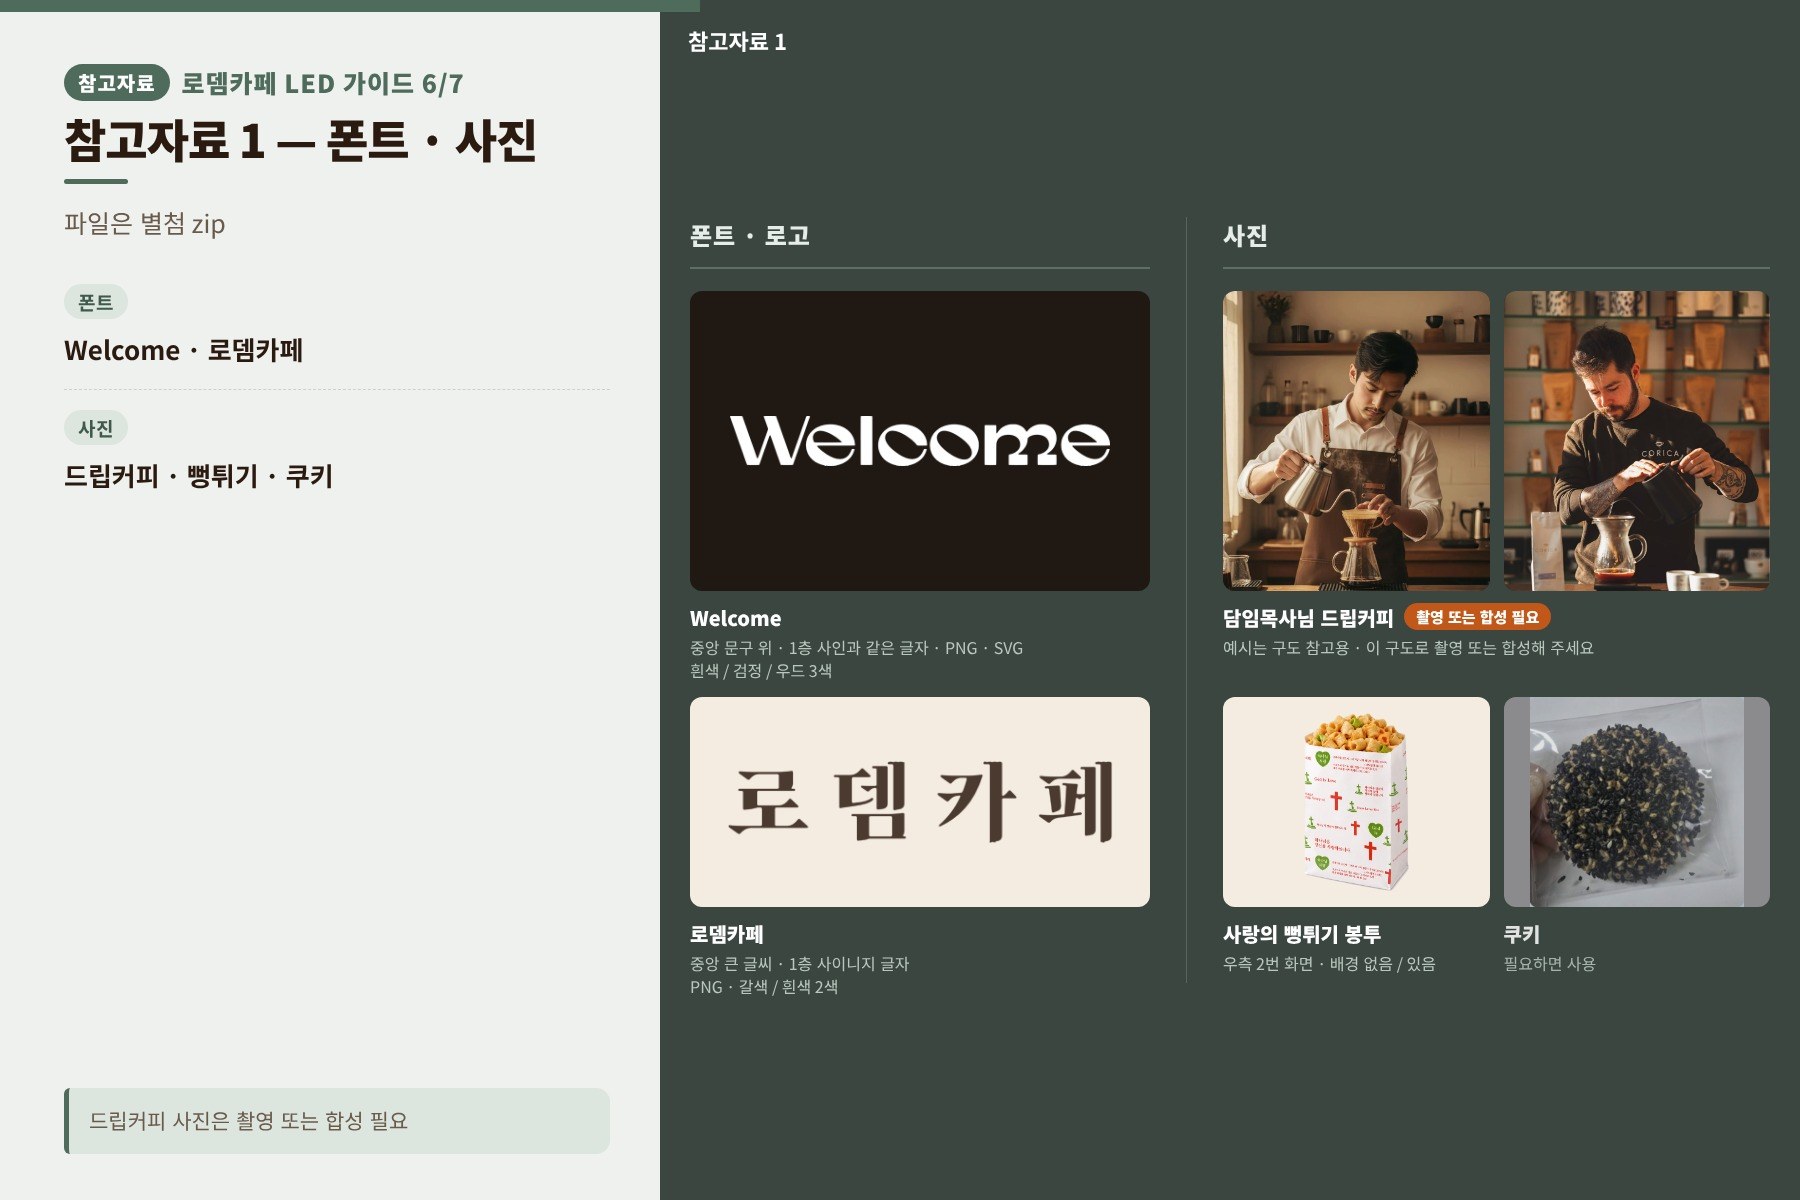 참고자료 로뎀카페 LED 가이드 6/7
참고자료 1 — 폰트 · 사진
파일은 별첨 zip
폰트
Welcome · 로뎀카페
사진
드립커피 · 뻥튀기 · 쿠키
드립커피 사진은 촬영 또는 합성 필요
참고자료 1
폰트 · 로고
Welcome
Welcome
중앙 문구 위 · 1층 사인과 같은 글자 · PNG · SVG
흰색 / 검정 / 우드 3색
로뎀카페
로뎀카페
중앙 큰 글씨 · 1층 사이니지 글자
PNG · 갈색 / 흰색 2색
사진
CORICA
담임목사님 드립커피 촬영 또는 합성 필요
예시는 구도 참고용 · 이 구도로 촬영 또는 합성해 주세요
사랑의 뻥튀기 봉투
우측 2번 화면 · 배경 없음 / 있음
쿠키
필요하면 사용